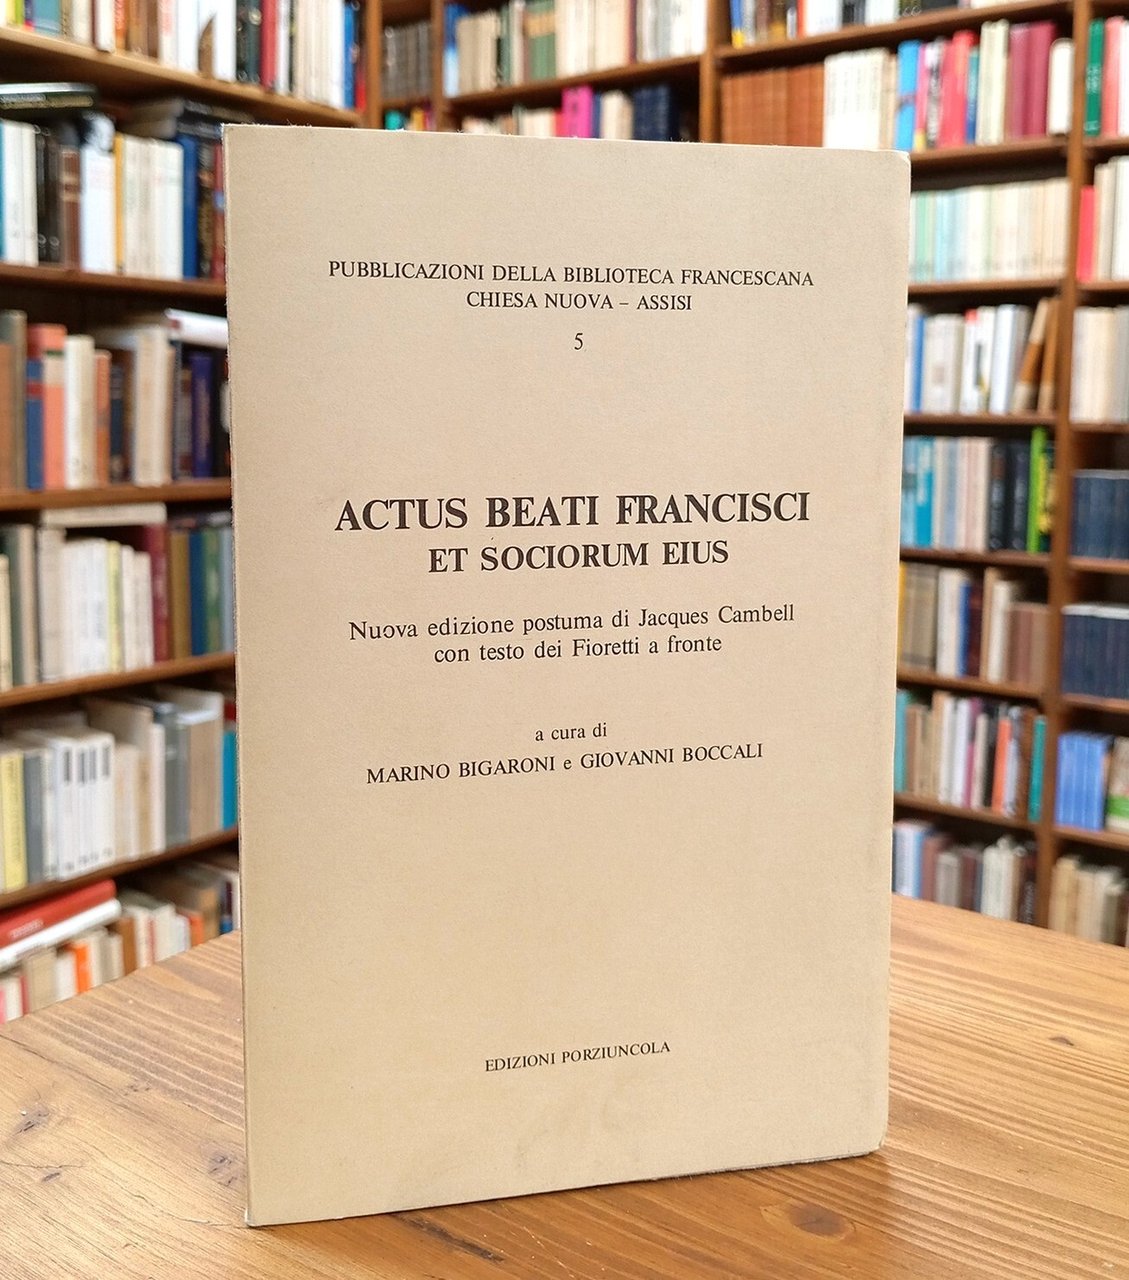 PUBBLICAZIONI DELLA BIBLIOTECA FRANCESCANA
CHIESA NUOVA – ASSISI
5
ACTUS BEATI FRANCISCI
ET SOCIORUM EIUS
Nuova edizione postuma di Jacques Cambell
con testo dei Fioretti a fronte
a cura di
MARINO BIGARONI e GIOVANNI BOCCALI
EDIZIONI PORZIUNCOLA